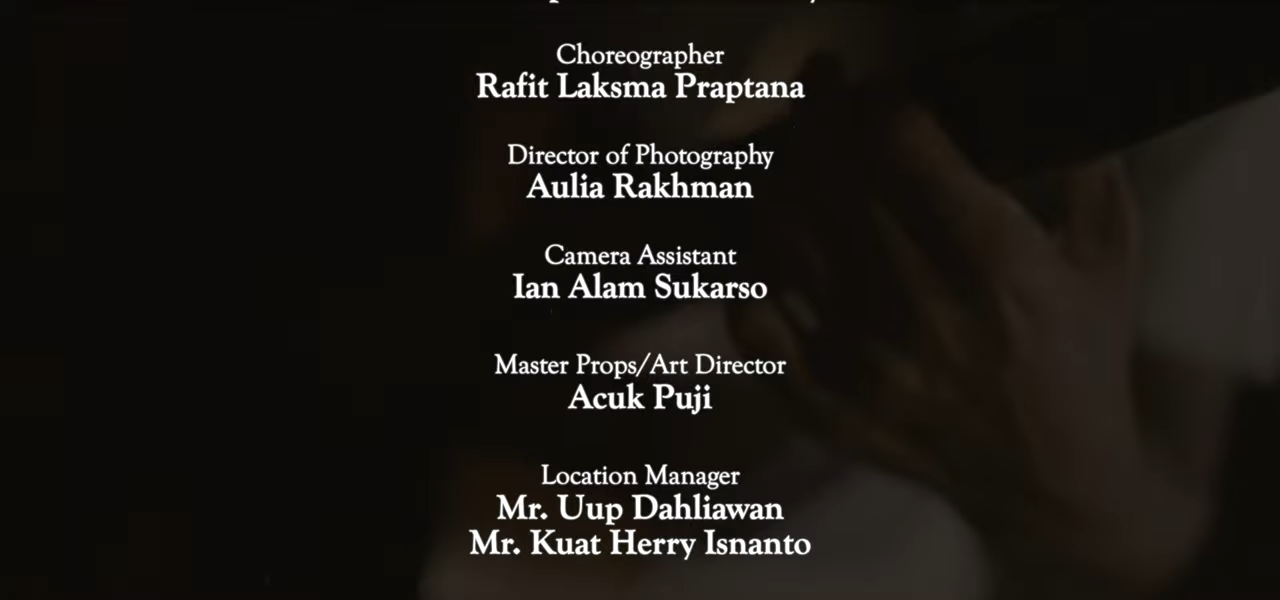 Choreographer
Rafit Laksma Praptana
Director of Photography
Aulia Rakhman
Camera Assistant
Ian Alam Sukarso
Master Props/Art Director
Acuk Puji
Location Manager
Mr. Uup Dahliawan
Mr. Kuat Herry Isnanto